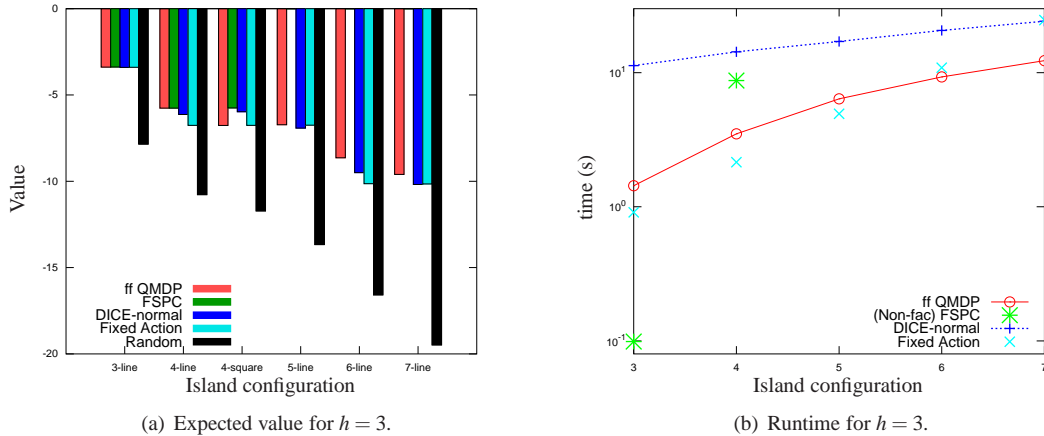 0
-5
-10
-15
-20
Value
3-line
4-line
4-square
5-line
6-line
7-line
Island configuration
ff QMDP
FSPC
DICE-normal
Fixed Action
Random
(a) Expected value for h = 3.
10^1
10^0
10^-1
time (s)
3
4
5
6
7
Island configuration
ff QMDP
(Non-fac) FSPC
DICE-normal
Fixed Action
(b) Runtime for h = 3.